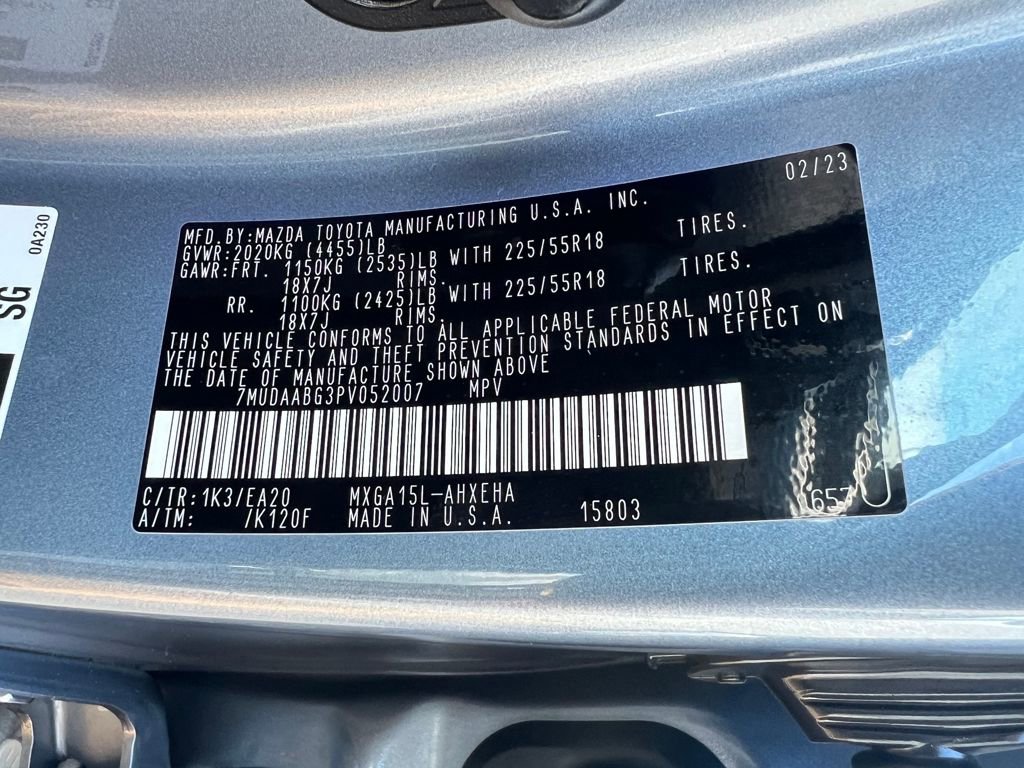 02/23
MFD. BY:MAZDA TOYOTA MANUFACTURING U.S.A. INC.
GVWR:2020KG (4455)LB
GAWR:FRT. 1150KG (2535)LB WITH 225/55R18 TIRES.
18X7J RIMS.
RR. 1100KG (2425)LB WITH 225/55R18 TIRES.
18X7J RIMS.
THIS VEHICLE CONFORMS TO ALL APPLICABLE FEDERAL MOTOR
VEHICLE SAFETY AND THEFT PREVENTION STANDARDS IN EFFECT ON
THE DATE OF MANUFACTURE SHOWN ABOVE
7MUDAABG3PV052007 MPV
C/TR:1K3/EA20 MXGA15L-AHXEHA
A/TM: /K120F MADE IN U.S.A. 15803
0A230
SG